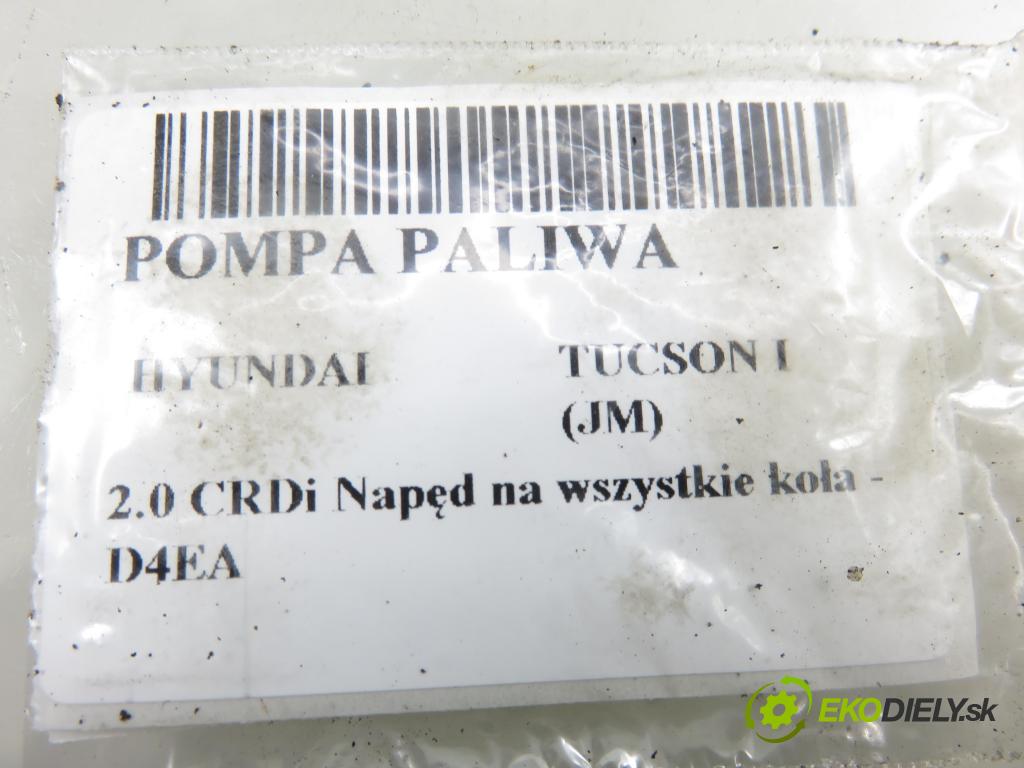 POMPA PALIWA
HYUNDAI TUCSON I
(JM)
2.0 CRDi Napęd na wszystkie koła -
D4EA
EKODIELY.sk